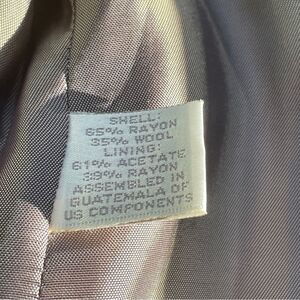 SHELL:
65% RAYON
35% WOOL
LINING:
61% ACETATE
39% RAYON
ASSEMBLED IN
GUATEMALA OF
US COMPONENTS